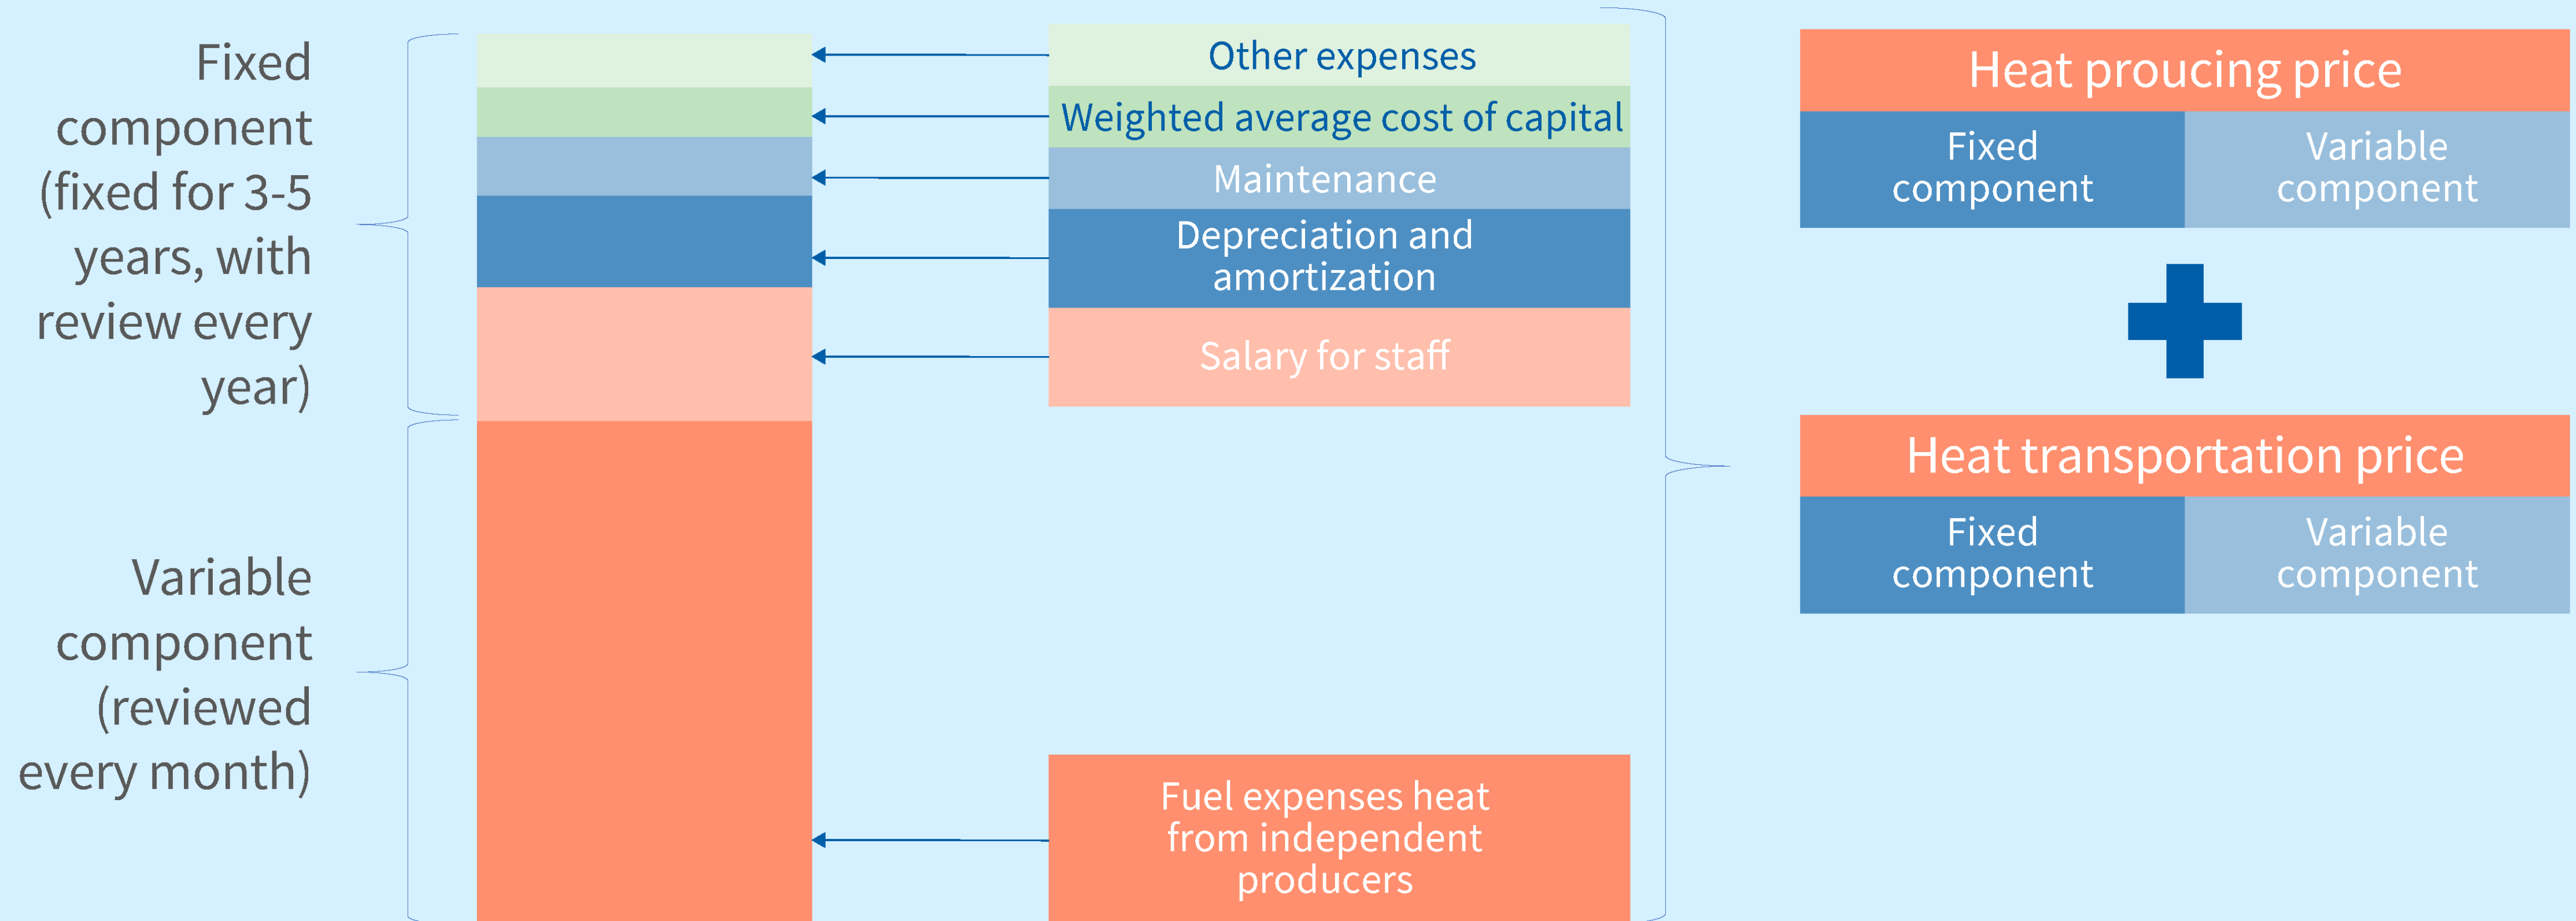 Fixed
component
(fixed for 3-5
years, with
review every
year)
Variable
component
(reviewed
every month)
Other expenses
Weighted average cost of capital
Maintenance
Depreciation and
amortization
Salary for staff
Fuel expenses heat
from independent
producers
Heat proucing price
Fixed
component
Variable
component
Heat transportation price
Fixed
component
Variable
component